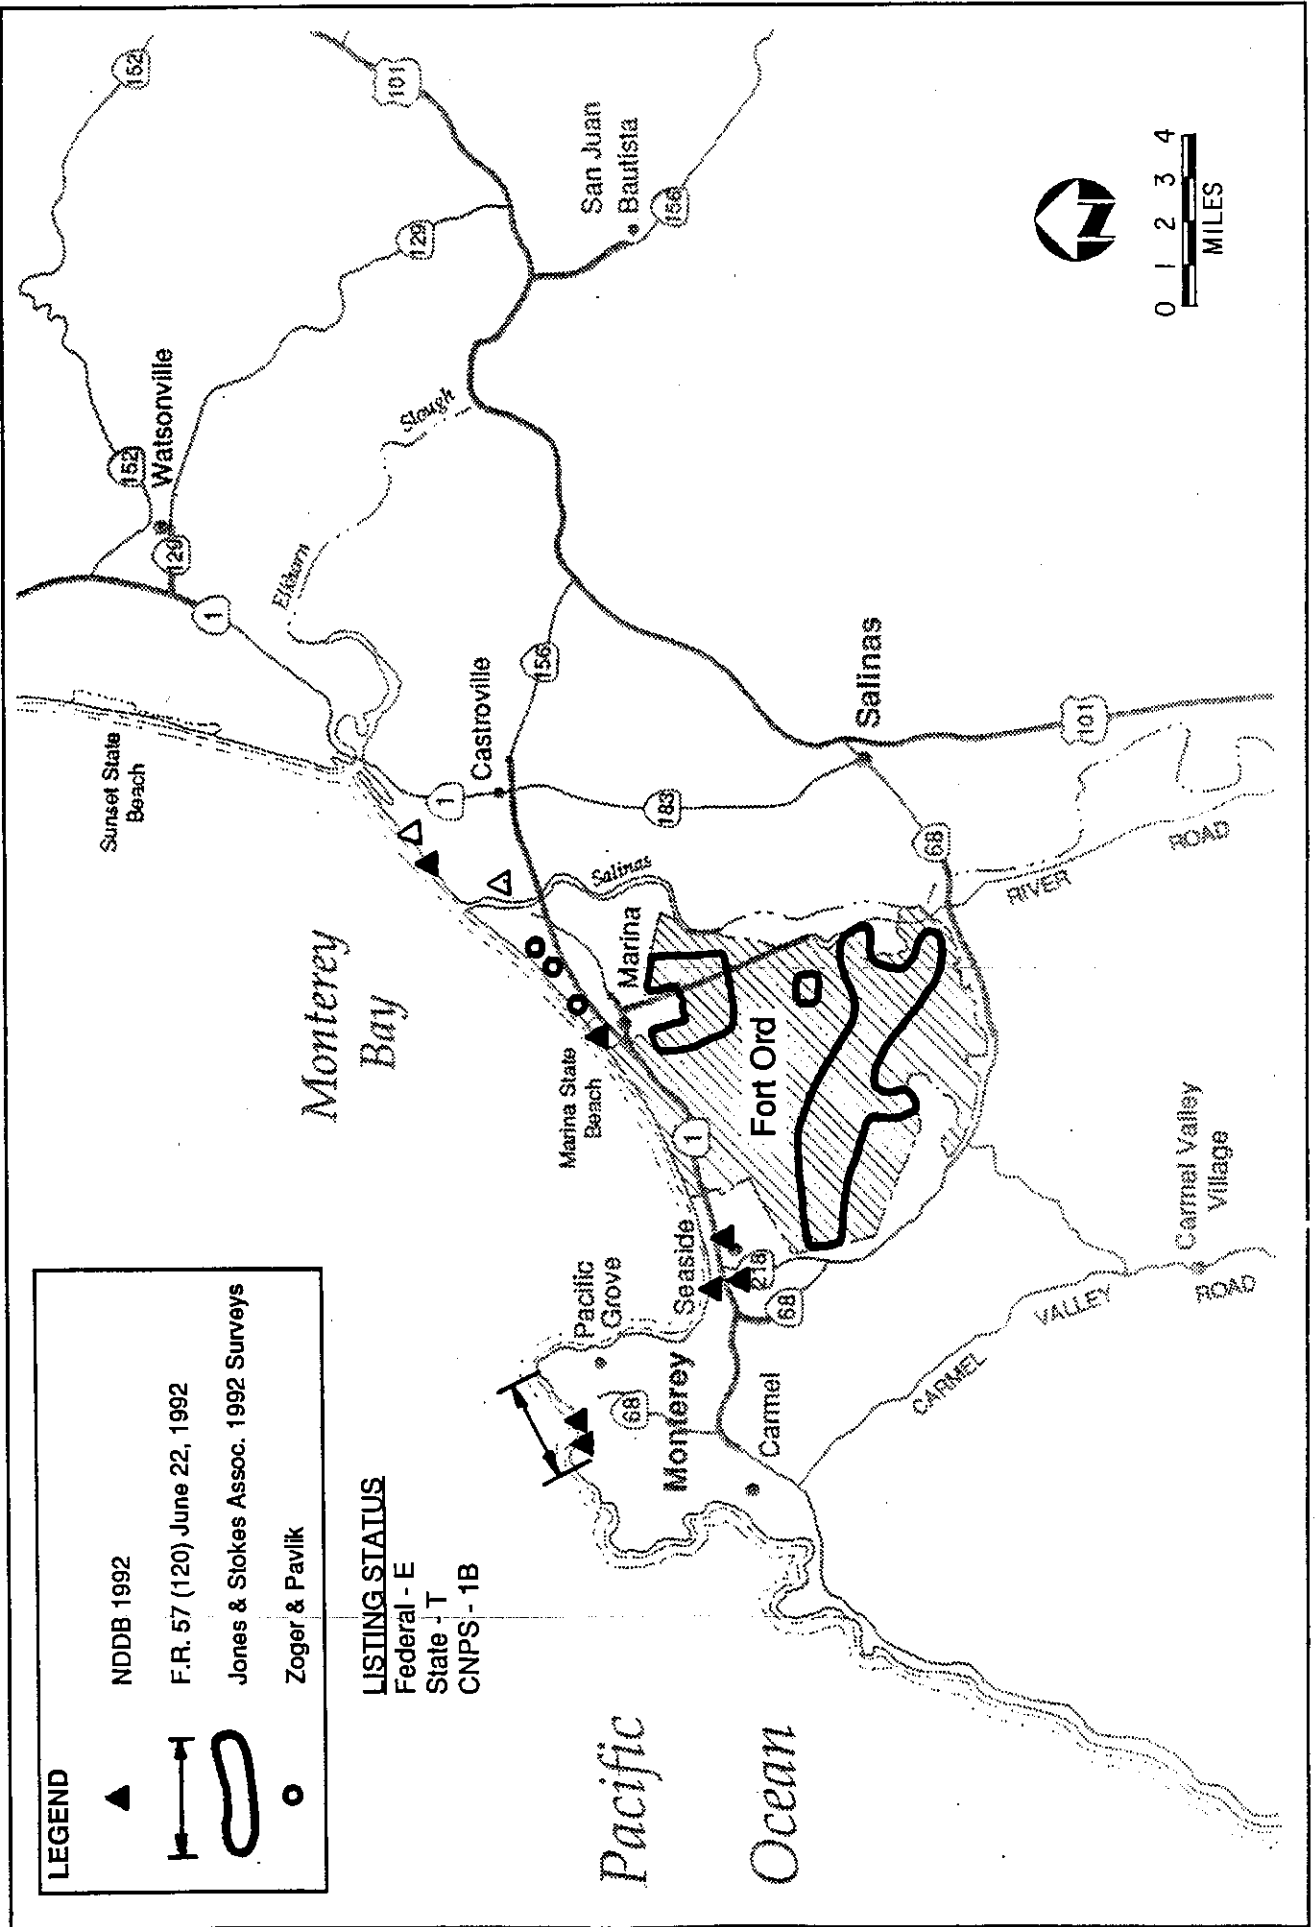 LEGEND
NDDB 1992
F.R. 57 (120) June 22, 1992
Jones & Stokes Assoc. 1992 Surveys
Zoger & Pavlik
LISTING STATUS
Federal - E
State - T
CNPS - 1B
Pacific
Ocean
Monterey
Bay
Sunset State
Beach
Watsonville
152
152
129
129
101
1
Elkhorn
Slough
San Juan
Bautista
156
Castroville
156
1
183
Salinas
Salinas
101
68
RIVER
ROAD
Marina
Marina State
Beach
Fort Ord
1
Seaside
218
68
Pacific
Grove
68
Monterey
Carmel
CARMEL
VALLEY
ROAD
Carmel Valley
Village
0 1 2 3 4
MILES